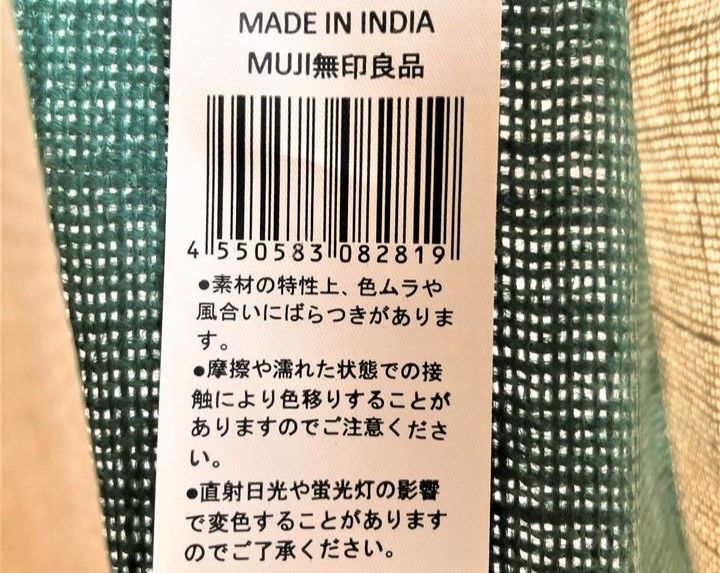 MADE IN INDIA
MUJI無印良品
4 550583 082819
●素材の特性上、色ムラや
風合いにばらつきがありま
す。
●摩擦や濡れた状態での接
触により色移りすることが
ありますのでご注意くださ
い。
●直射日光や蛍光灯の影響
で変色することがあります
のでご了承ください。